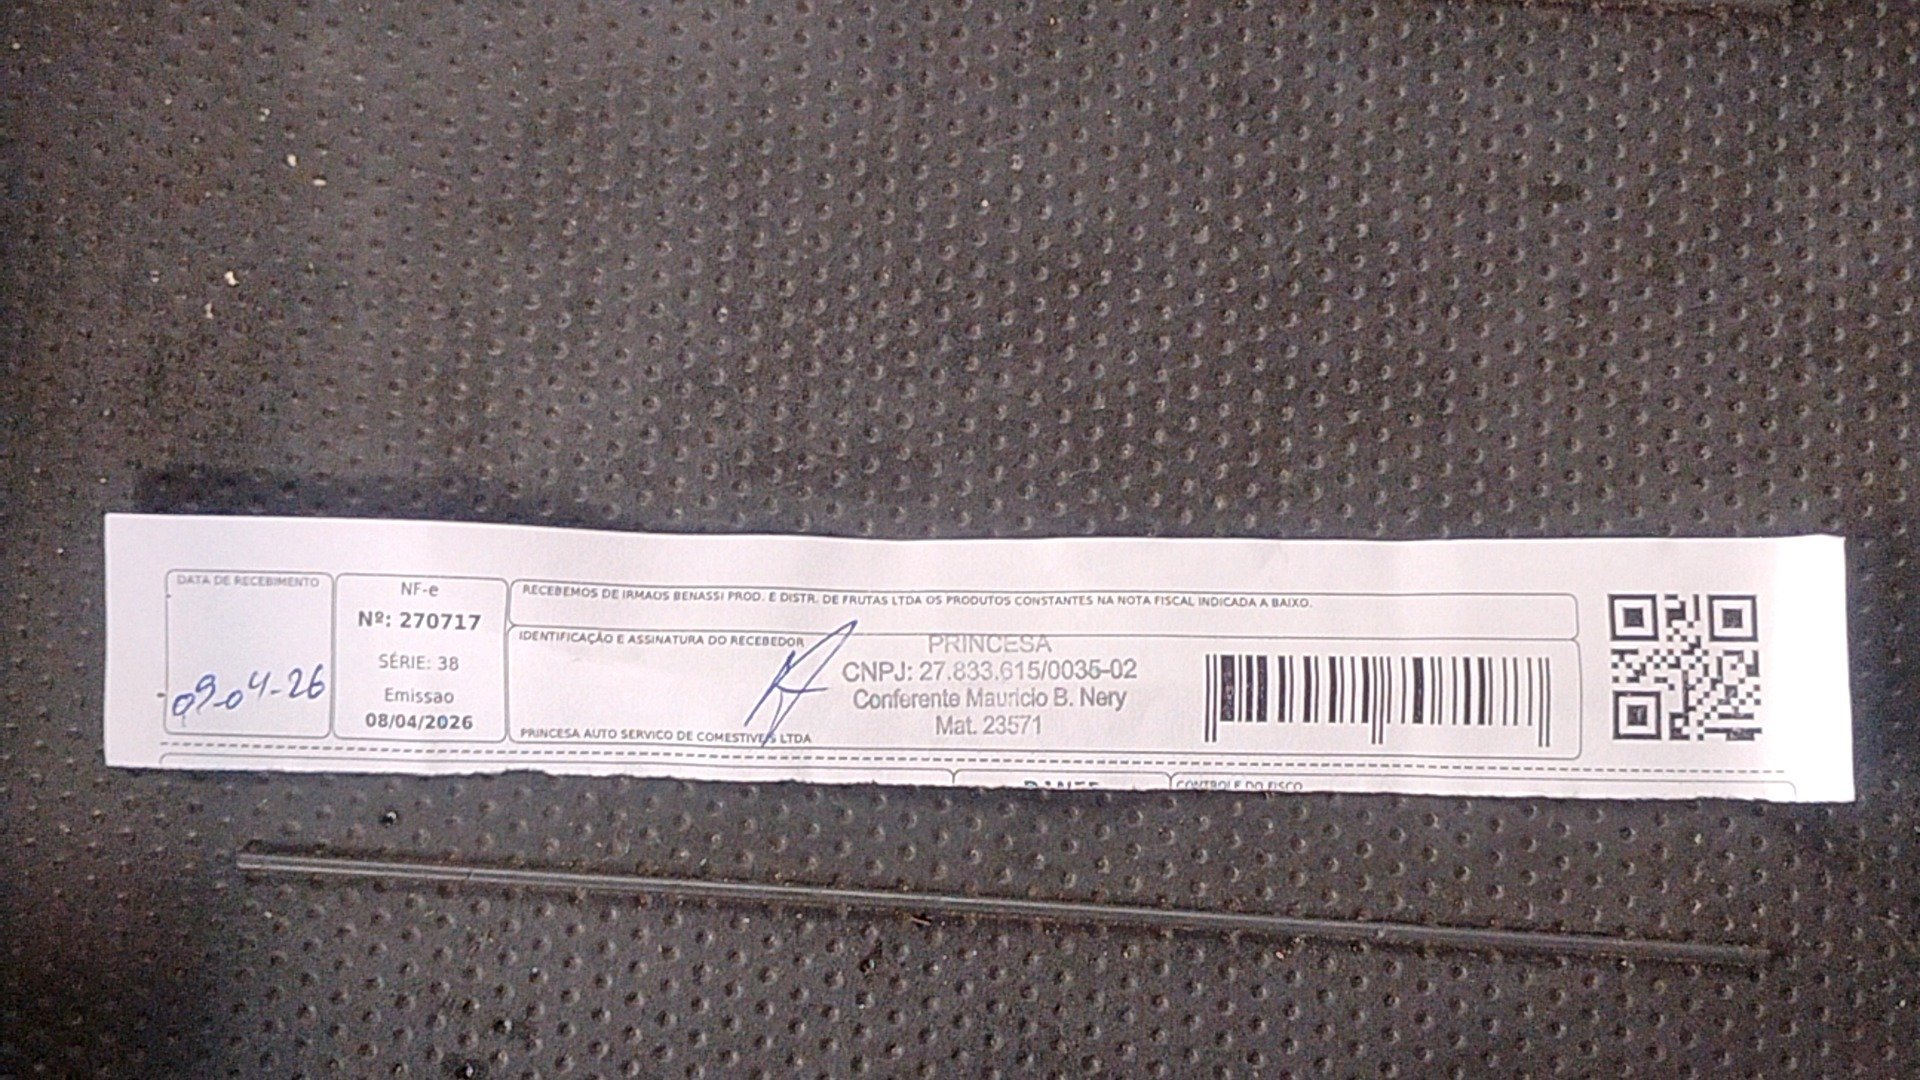 DATA DE RECEBIMENTO
09-04-26
NF-e
Nº: 270717
SÉRIE: 38
Emissao
08/04/2026
RECEBEMOS DE IRMAOS BENASSI PROD. E DISTR. DE FRUTAS LTDA OS PRODUTOS CONSTANTES NA NOTA FISCAL INDICADA A BAIXO.
IDENTIFICAÇÃO E ASSINATURA DO RECEBEDOR
PRINCESA
CNPJ: 27.833.615/0035-02
Conferente Mauricio B. Nery
Mat. 23571
PRINCESA AUTO SERVICO DE COMESTIVEIS LTDA
CONTROLE DO FISCO